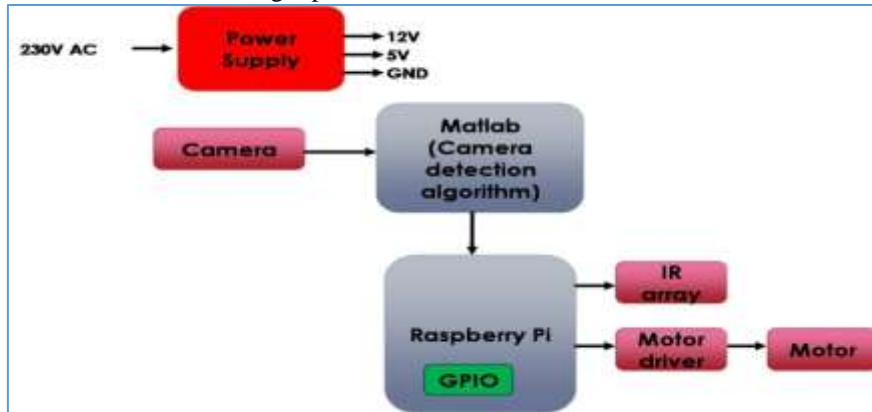 230V AC
Power
Supply
12V
5V
GND
Camera
Matlab
(Camera
detection
algorithm)
Raspberry Pi
GPIO
IR
array
Motor
driver
Motor